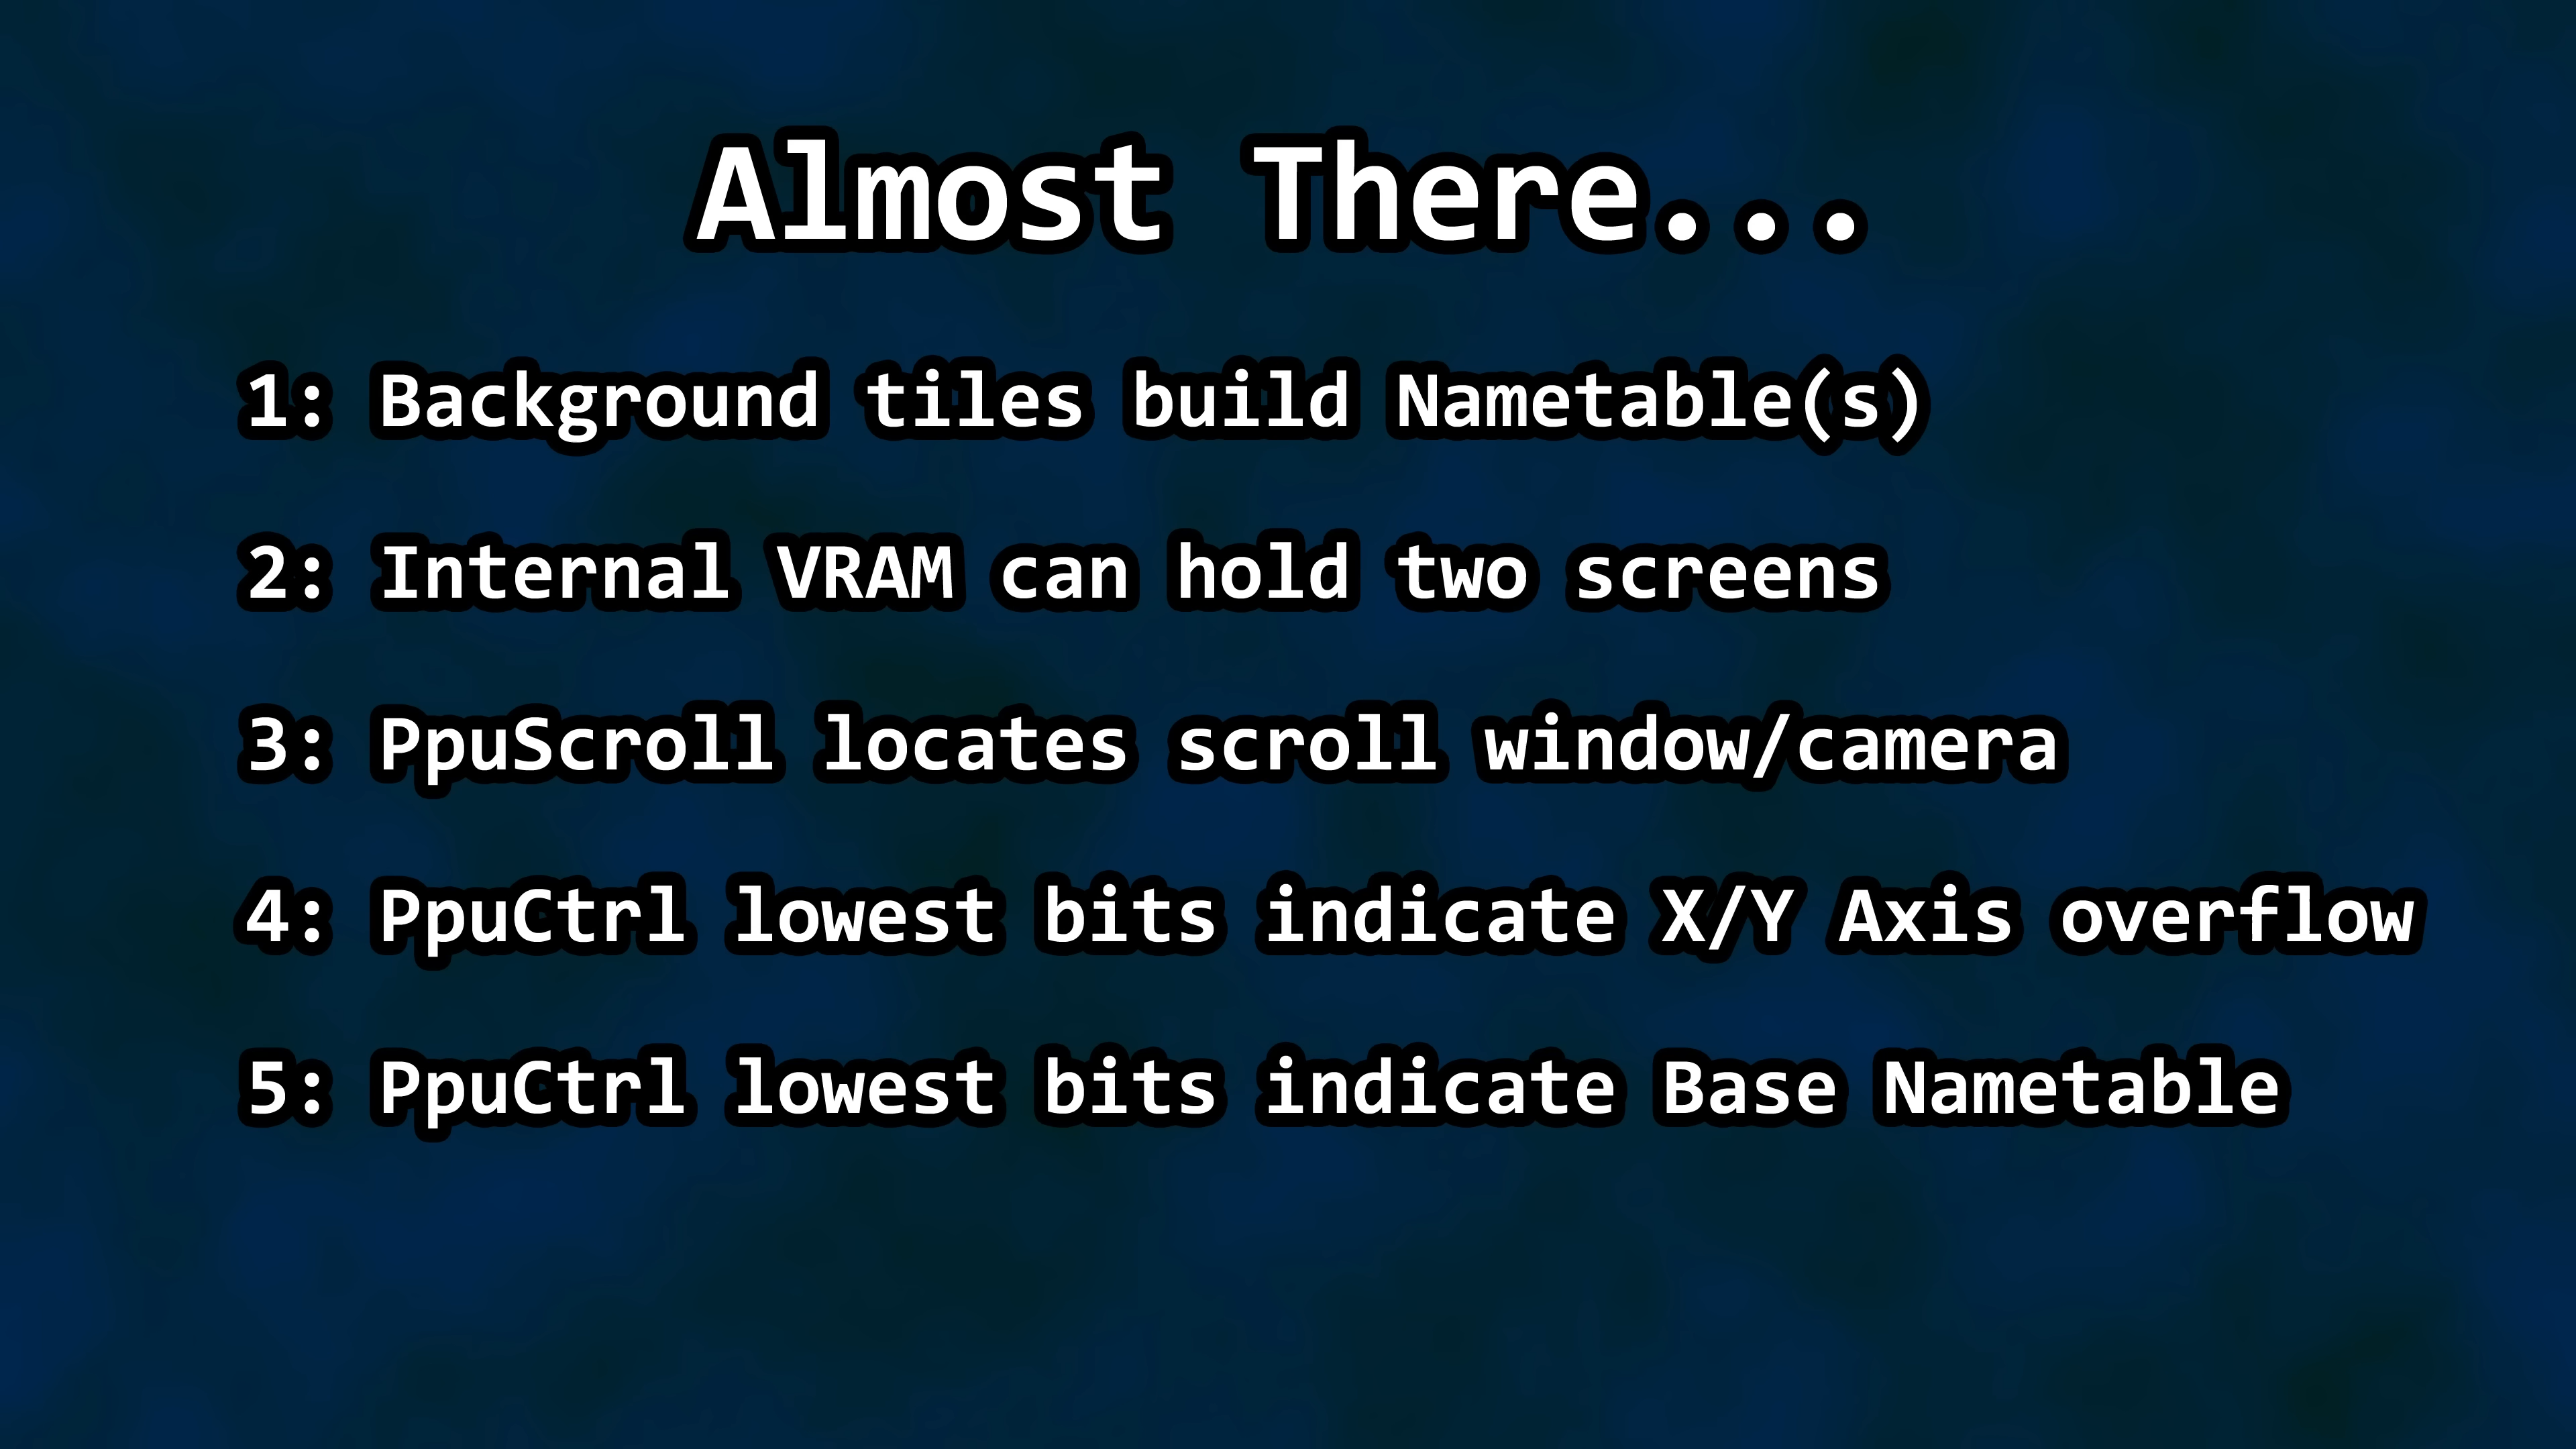 Almost There...
1: Background tiles build Nametable(s)
2: Internal VRAM can hold two screens
3: PpuScroll locates scroll window/camera
4: PpuCtrl lowest bits indicate X/Y Axis overflow
5: PpuCtrl lowest bits indicate Base Nametable